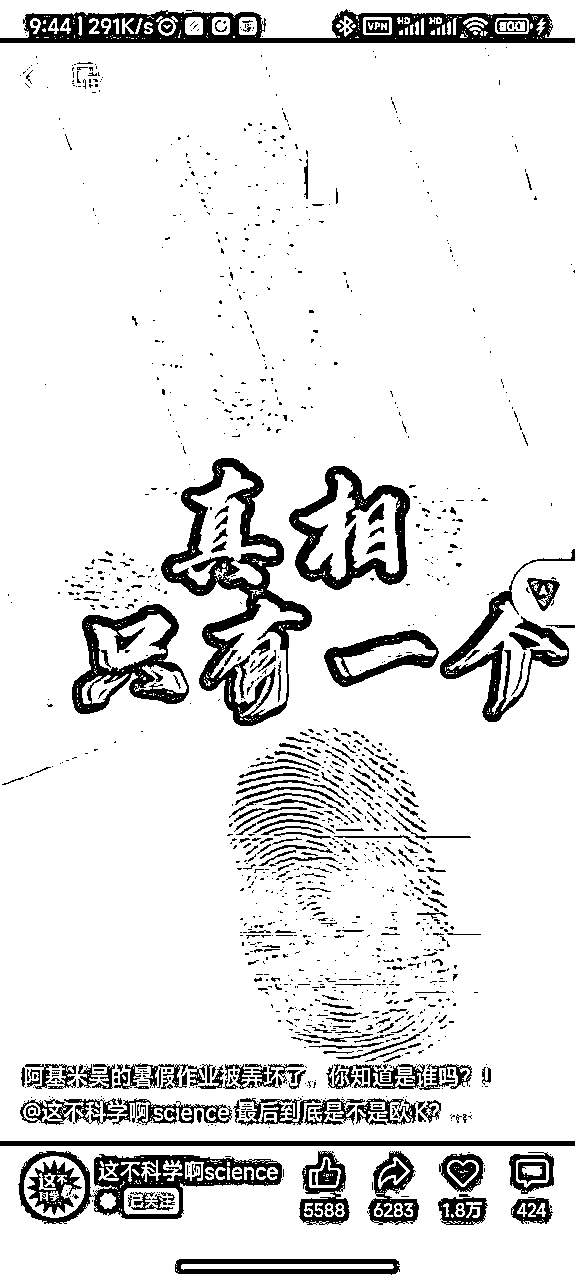 9:44 | 291K/s
VPN HD HD
真相
只有一个
阿基米吴的暑假作业被弄坏了,你知道是谁吗?!
@这不科学啊science 最后到底是不是欧K? ...
这不科学啊science
已关注
5588 6283 1.8万 424